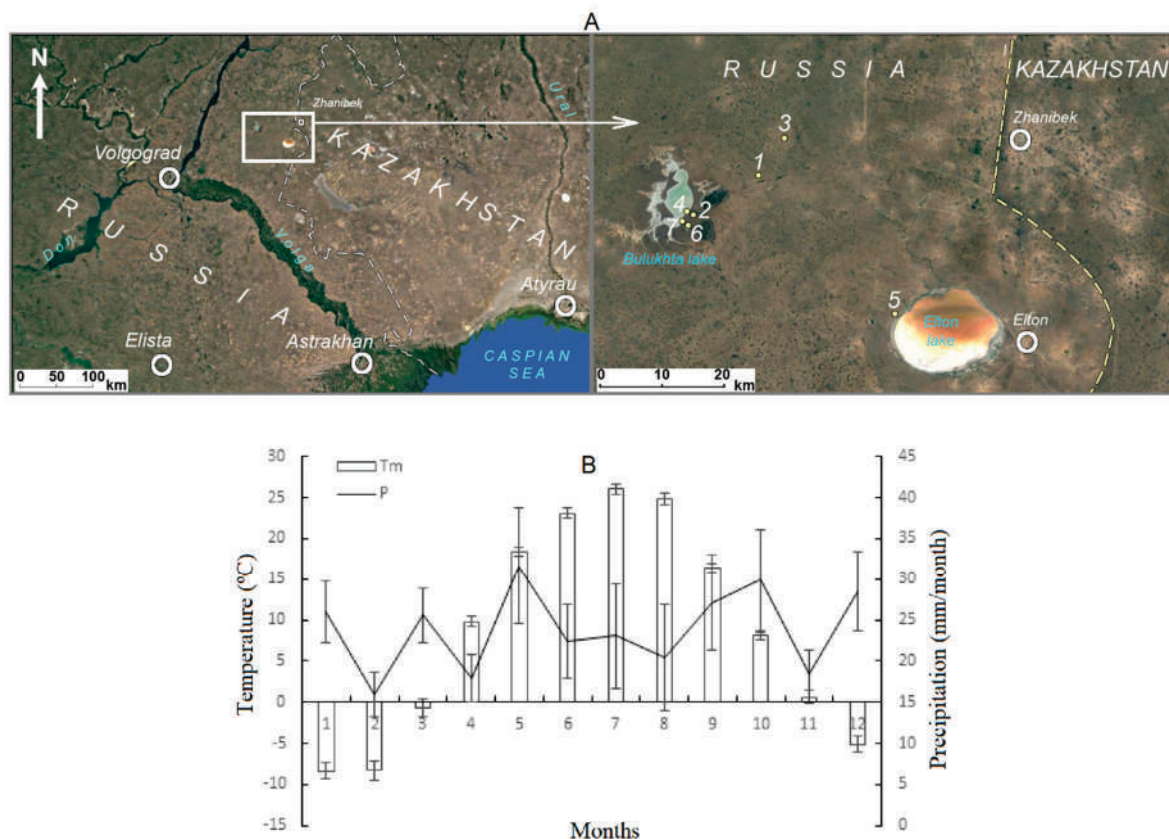 A
N
Zhanibek
Ural
Volgograd
KAZAKHSTAN
RUSSIA
Don
Volga
Atyrau
Elista
Astrakhan
CASPIAN
SEA
0 50 100
km
RUSSIA
KAZAKHSTAN
Zhanibek
3
1
4
2
7
6
Bulukhta lake
5
Elton
lake
Elton
0 10 20
km
B
Tm
P
30
25
20
15
10
5
0
-5
-10
-15
Temperature (ºC)
1 2 3 4 5 6 7 8 9 10 11 12
Months
45
40
35
30
25
20
15
10
5
0
Precipitation (mm/month)